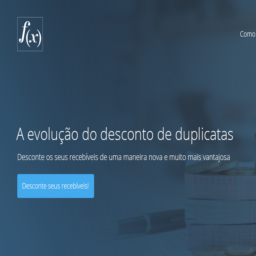 f(x)
Como
A evolução do desconto de duplicatas
Desconte os seus recebíveis de uma maneira nova e muito mais vantajosa
Desconte seus recebíveis!